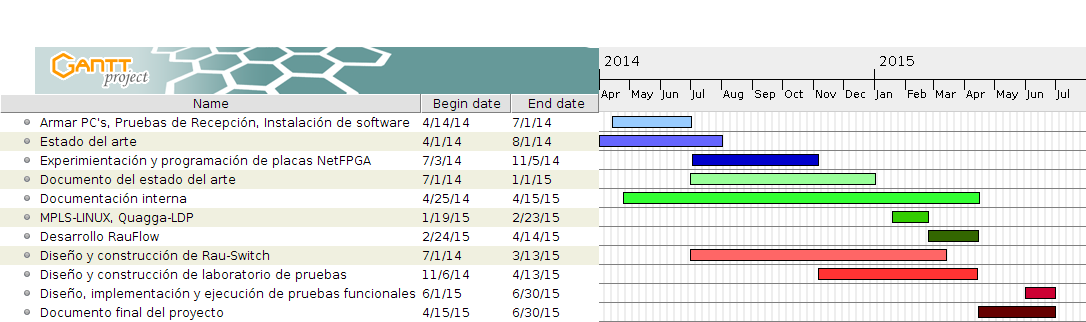 GANTT
project
2014 2015
Apr May Jun Jul Aug Sep Oct Nov Dec Jan Feb Mar Apr May Jun Jul
Name Begin date End date
Armar PC's, Pruebas de Recepción, Instalación de software 4/14/14 7/1/14
Estado del arte 4/1/14 8/1/14
Experimientación y programación de placas NetFPGA 7/3/14 11/5/14
Documento del estado del arte 7/1/14 1/1/15
Documentación interna 4/25/14 4/15/15
MPLS-LINUX, Quagga-LDP 1/19/15 2/23/15
Desarrollo RauFlow 2/24/15 4/14/15
Diseño y construcción de Rau-Switch 7/1/14 3/13/15
Diseño y construcción de laboratorio de pruebas 11/6/14 4/13/15
Diseño, implementación y ejecución de pruebas funcionales 6/1/15 6/30/15
Documento final del proyecto 4/15/15 6/30/15